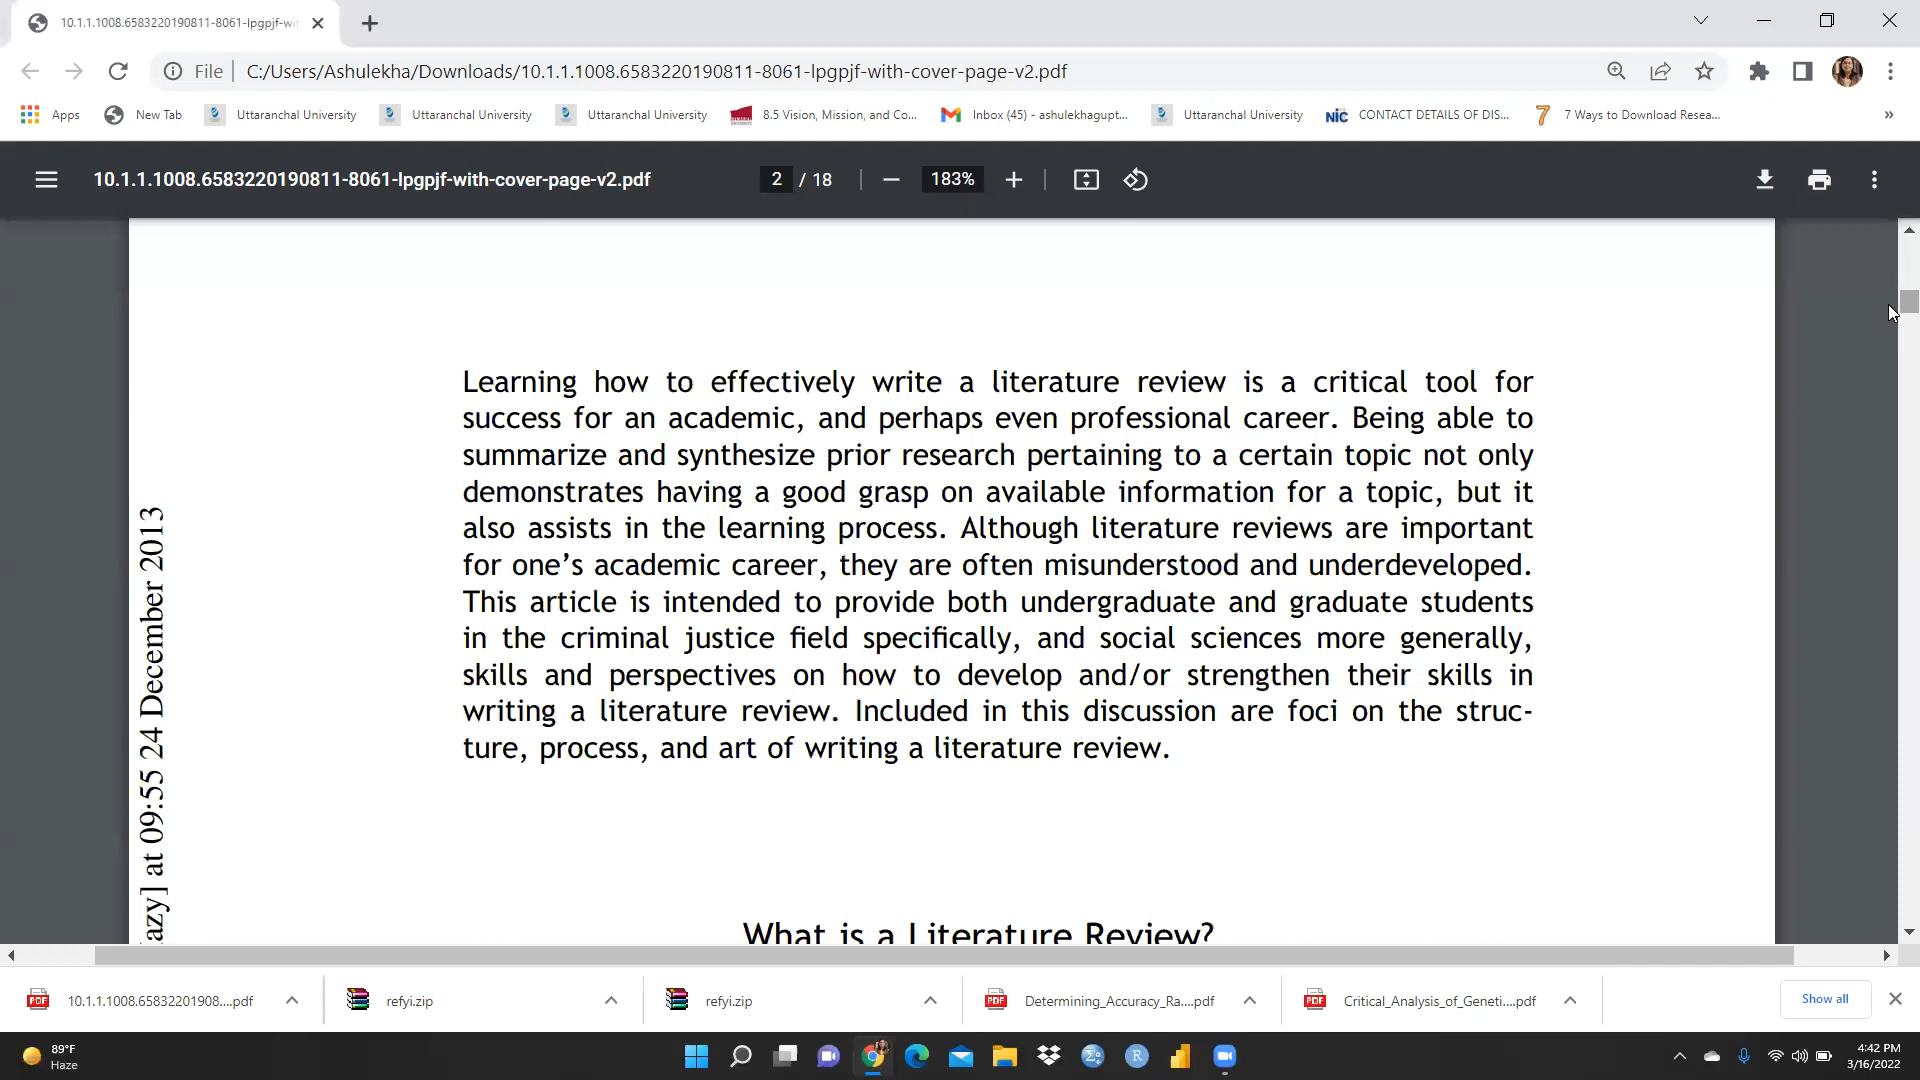 10.1.1.1008.6583220190811-8061-lpgpjf-wi
File
C:/Users/Ashulekha/Downloads/10.1.1.1008.6583220190811-8061-lpgpjf-with-cover-page-v2.pdf
Apps
New Tab
Uttaranchal University
Uttaranchal University
Uttaranchal University
8.5 Vision, Mission, and Co...
Inbox (45) - ashulekhagupt...
Uttaranchal University
NIC CONTACT DETAILS OF DIS...
7 Ways to Download Resea...
»
10.1.1.1008.6583220190811-8061-lpgpjf-with-cover-page-v2.pdf
2 / 18
183%
Learning how to effectively write a literature review is a critical tool for
success for an academic, and perhaps even professional career. Being able to
summarize and synthesize prior research pertaining to a certain topic not only
demonstrates having a good grasp on available information for a topic, but it
also assists in the learning process. Although literature reviews are important
for one’s academic career, they are often misunderstood and underdeveloped.
This article is intended to provide both undergraduate and graduate students
in the criminal justice field specifically, and social sciences more generally,
skills and perspectives on how to develop and/or strengthen their skills in
writing a literature review. Included in this discussion are foci on the struc-
ture, process, and art of writing a literature review.
azy] at 09:55 24 December 2013
What is a Literature Review?
PDF 10.1.1.1008.65832201908....pdf
refyi.zip
refyi.zip
PDF Determining_Accuracy_Ra....pdf
PDF Critical_Analysis_of_Geneti....pdf
Show all
89°F
Haze
4:42 PM
3/16/2022